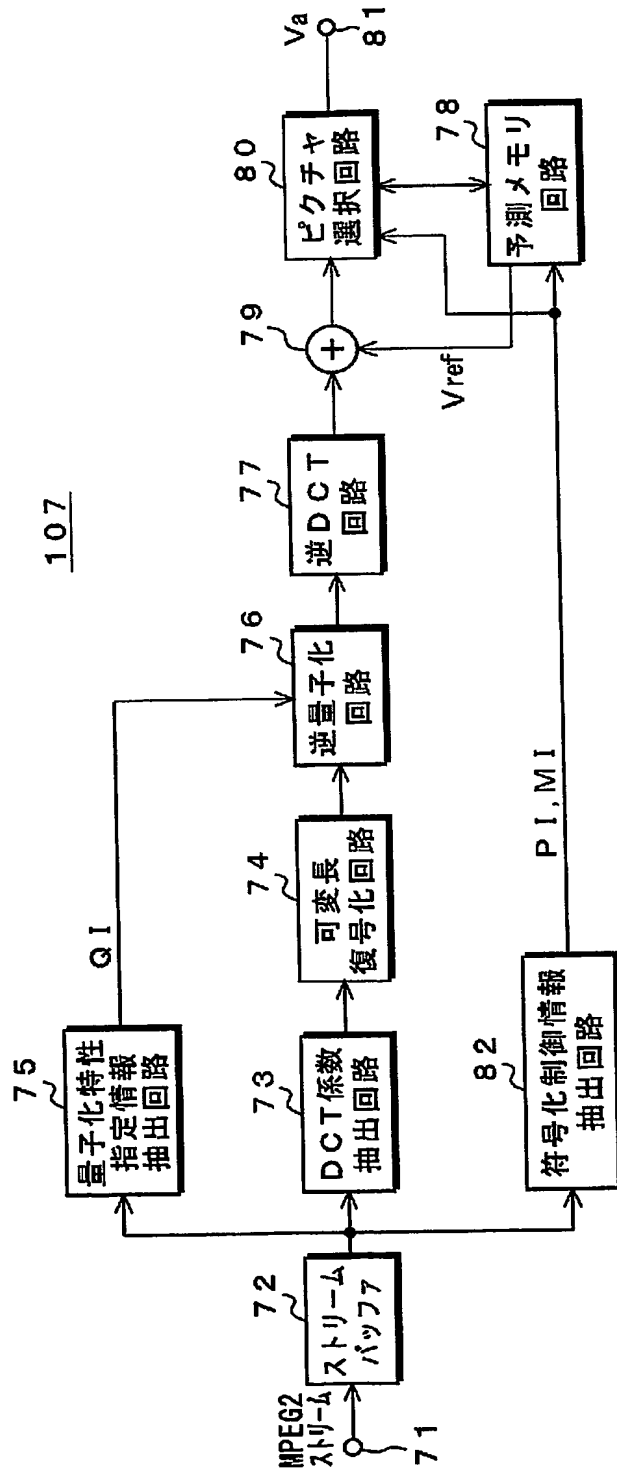 107
MPEG2
ストリーム
71
72
ストリーム
バッファ
75
量子化特性
指定情報
抽出回路
QI
73
DCT係数
抽出回路
74
可変長
復号化回路
76
逆量子化
回路
77
逆DCT
回路
79
+
80
ピクチャ
選択回路
Va
81
Vref
78
予測メモリ
回路
82
符号化制御情報
抽出回路
PI,MI